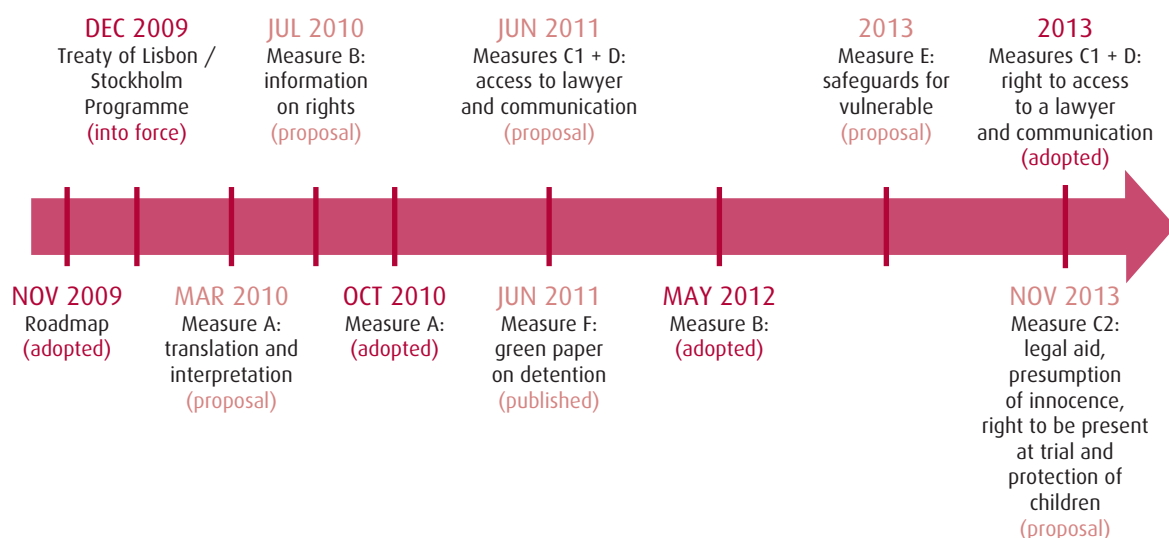 DEC 2009
Treaty of Lisbon /
Stockholm
Programme
(into force)
JUL 2010
Measure B:
information
on rights
(proposal)
JUN 2011
Measures C1 + D:
access to lawyer
and communication
(proposal)
2013
Measure E:
safeguards for
vulnerable
(proposal)
2013
Measures C1 + D:
right to access
to a lawyer
and communication
(adopted)
NOV 2009
Roadmap
(adopted)
MAR 2010
Measure A:
translation and
interpretation
(proposal)
OCT 2010
Measure A:
(adopted)
JUN 2011
Measure F:
green paper
on detention
(published)
MAY 2012
Measure B:
(adopted)
NOV 2013
Measure C2:
legal aid,
presumption
of innocence,
right to be present
at trial and
protection of
children
(proposal)